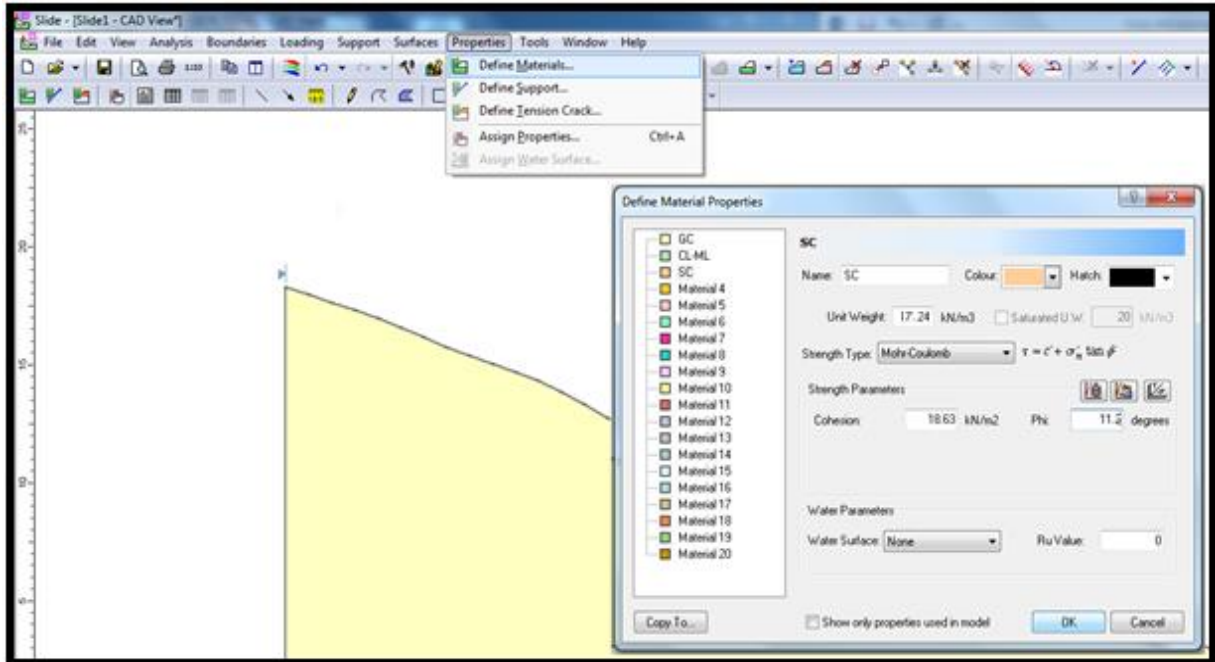 Slide - [Slide1 - CAD View*]
File Edit View Analysis Boundaries Loading Support Surfaces Properties Tools Window Help
Define Materials...
Define Support...
Define Tension Crack...
Assign Properties... Ctrl+A
Assign Water Surface...
25
20
15
10
5
Define Material Properties
GC
CL-ML
SC
Material 4
Material 5
Material 6
Material 7
Material 8
Material 9
Material 10
Material 11
Material 12
Material 13
Material 14
Material 15
Material 16
Material 17
Material 18
Material 19
Material 20
SC
Name: SC Colour: Hatch:
Unit Weight: 17.24 kN/m3 Saturated U.W. 20 kN/m3
Strength Type: Mohr-Coulomb τ = c' + σ'n tan φ'
Strength Parameters
Cohesion: 18.63 kN/m2 Phi: 11.2 degrees
Water Parameters
Water Surface: None Ru Value: 0
Copy To... Show only properties used in model OK Cancel